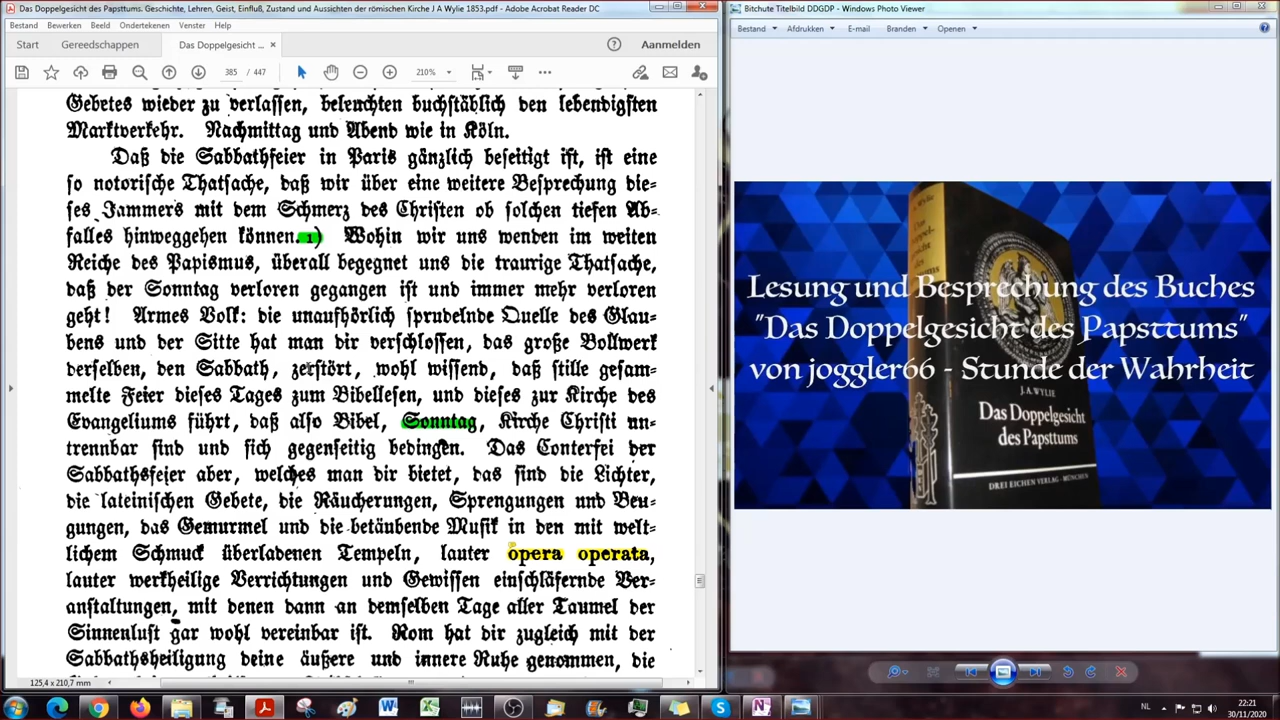 Das Doppelgesicht des Papsttums. Geschichte, Lehren, Geist, Einfluß, Zustand und Aussichten der römischen Kirche J A Wylie 1853.pdf - Adobe Acrobat Reader DC
Bestand Bewerken Beeld Ondertekenen Venster Help
Start Gereedschappen Das Doppelgesicht ... × Aanmelden
385 / 447 210%
Gebetes wieder zu verlassen, beleuchten buchstäblich den lebendigsten
Marktverkehr. Nachmittag und Abend wie in Köln.
Daß die Sabbathfeier in Paris gänzlich beseitigt ist, ist eine
so notorische Thatsache, daß wir über eine weitere Besprechung die=
ses Jammers mit dem Schmerz des Christen ob solchen tiefen Ab=
falles hinweggehen können. 1) Wohin wir uns wenden im weiten
Reiche des Papismus, überall begegnet uns die traurige Thatsache,
daß der Sonntag verloren gegangen ist und immer mehr verloren
geht! Armes Volk: die unaufhörlich sprudelnde Quelle des Glau=
bens und der Sitte hat man dir verschlossen, das große Bollwerk
derselben, den Sabbath, zerstört, wohl wissend, daß stille gesam=
melte Feier dieses Tages zum Bibellesen, und dieses zur Kirche des
Evangeliums führt, daß also Bibel, Sonntag, Kirche Christi un=
trennbar sind und sich gegenseitig bedingen. Das Conterfei der
Sabbathsfeier aber, welches man dir bietet, das sind die Lichter,
die lateinischen Gebete, die Räucherungen, Sprengungen und Beu=
gungen, das Gemurmel und die betäubende Musik in den mit welt=
lichem Schmuck überladenen Tempeln, lauter opera operata,
lauter werkheilige Verrichtungen und Gewissen einschläfernde Ver=
anstaltungen, mit denen dann an demselben Tage aller Taumel der
Sinnenlust gar wohl vereinbar ist. Rom hat dir zugleich mit der
Sabbathsheiligung deine äußere und innere Ruhe genommen, die
125,4 x 210,7 mm
Bitchute Titelbild DDGDP - Windows Photo Viewer
Bestand Afdrukken E-mail Branden Openen
Lesung und Besprechung des Buches
"Das Doppelgesicht des Papsttums"
von joggler66 - Stunde der Wahrheit
J.A.WYLIE
Das Doppelgesicht
des Papsttums
DREI EICHEN VERLAG · MÜNCHEN
NL 22:21
30/11/2020